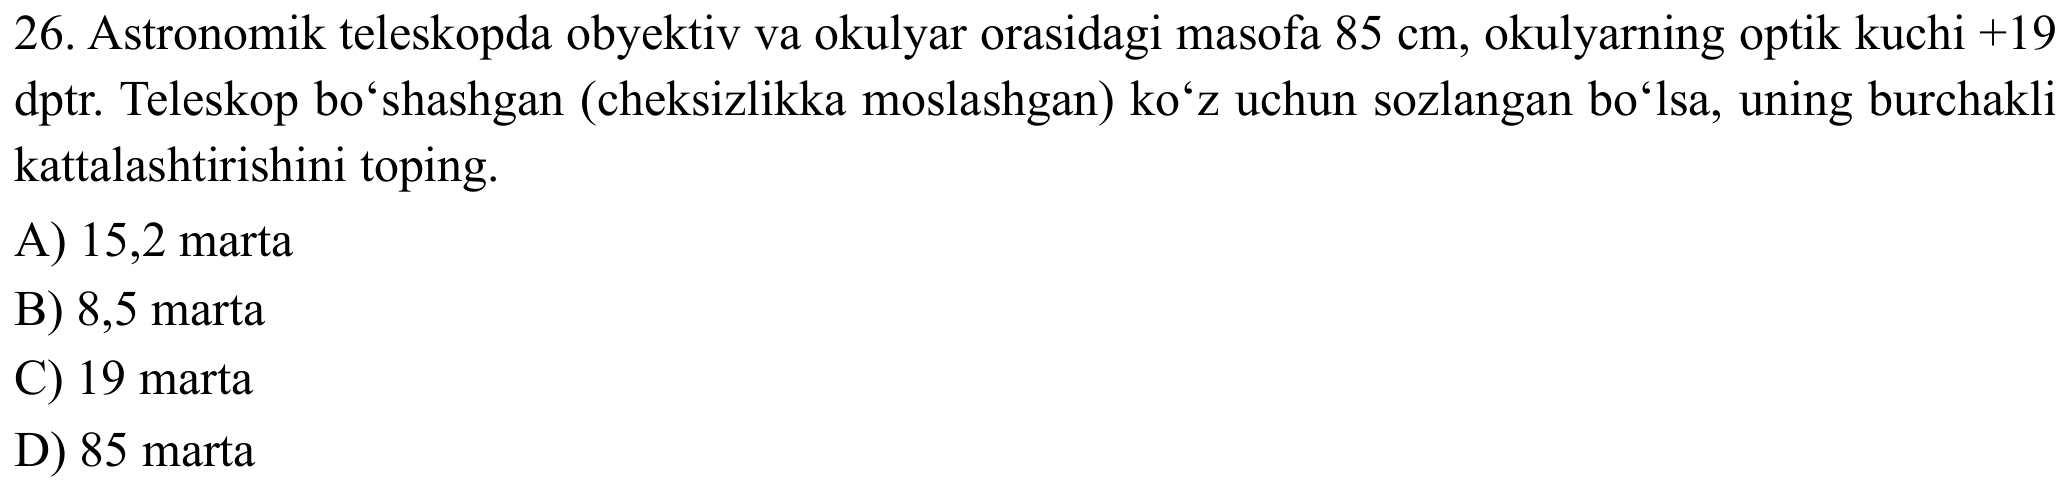 26. Astronomik teleskopda obyektiv va okulyar orasidagi masofa 85 cm, okulyarning optik kuchi +19
dptr. Teleskop bo‘shashgan (cheksizlikka moslashgan) ko‘z uchun sozlangan bo‘lsa, uning burchakli
kattalashtirishini toping.
A) 15,2 marta
B) 8,5 marta
C) 19 marta
D) 85 marta